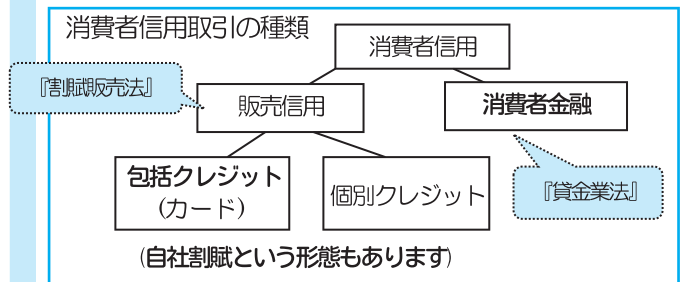 消費者信用取引の種類
消費者信用
『割賦販売法』
販売信用
消費者金融
包括クレジット
(カード)
個別クレジット
『貸金業法』
(自社割賦という形態もあります)